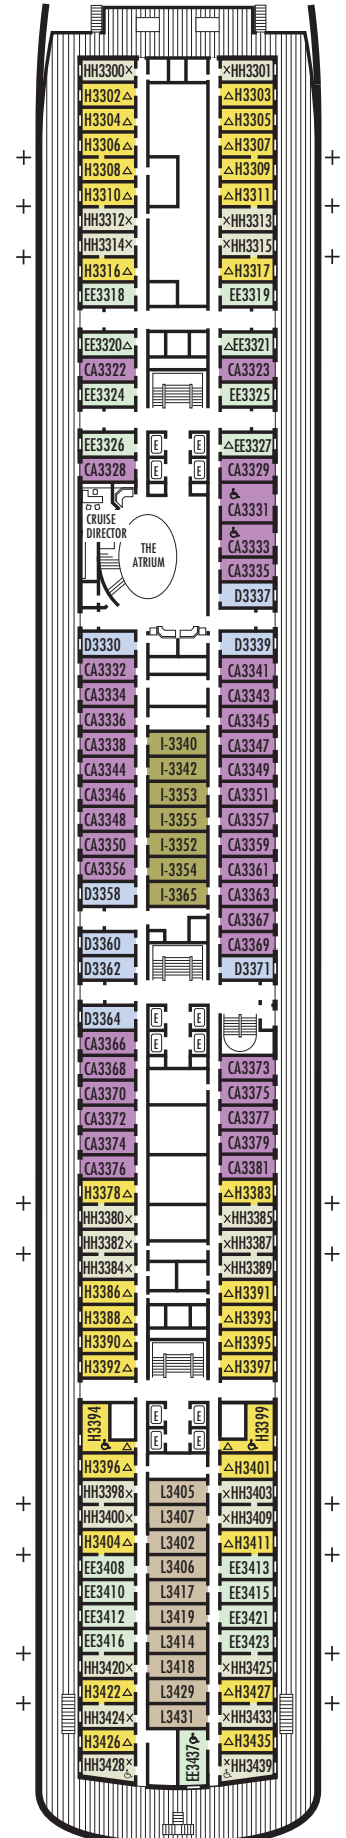 HH3300× ×HH3301
H3302△ △H3303
H3304△ △H3305
H3306△ △H3307
H3308△ △H3309
H3310△ △H3311
HH3312× ×HH3313
HH3314× ×HH3315
H3316△ △H3317
EE3318 EE3319
EE3320△ △EE3321
CA3322 CA3323
EE3324 EE3325
EE3326 E E △EE3327
CA3328 E E CA3329
CA3331
CRUISE
DIRECTOR
CA3333
THE
ATRIUM
CA3335
D3337
D3330 D3339
CA3332 CA3341
CA3334 CA3343
CA3336 CA3345
CA3338 I-3340 CA3347
CA3344 I-3342 CA3349
CA3346 I-3353 CA3351
CA3348 I-3355 CA3357
CA3350 I-3352 CA3359
CA3356 I-3354 CA3361
D3358 I-3365 CA3363
CA3367
D3360 CA3369
D3362 D3371
D3364 E E
CA3366 E E
CA3368 CA3373
CA3370 CA3375
CA3372 CA3377
CA3374 CA3379
CA3376 CA3381
H3378△ △H3383
HH3380× ×HH3385
HH3382× ×HH3387
HH3384× ×HH3389
H3386△ △H3391
H3388△ △H3393
H3390△ △H3395
H3392△ △H3397
H3394 E E H3399
△ E E △
H3396△ △H3401
HH3398× L3405 ×HH3403
HH3400× L3407 ×HH3409
H3404△ L3402 △H3411
EE3408 L3406 EE3413
EE3410 L3417 EE3415
EE3412 L3419 EE3421
EE3416 L3414 EE3423
HH3420× L3418 ×HH3425
H3422△ L3429 △H3427
HH3424× L3431 ×HH3433
H3426△ EE3437 △H3435
HH3428× ×HH3439